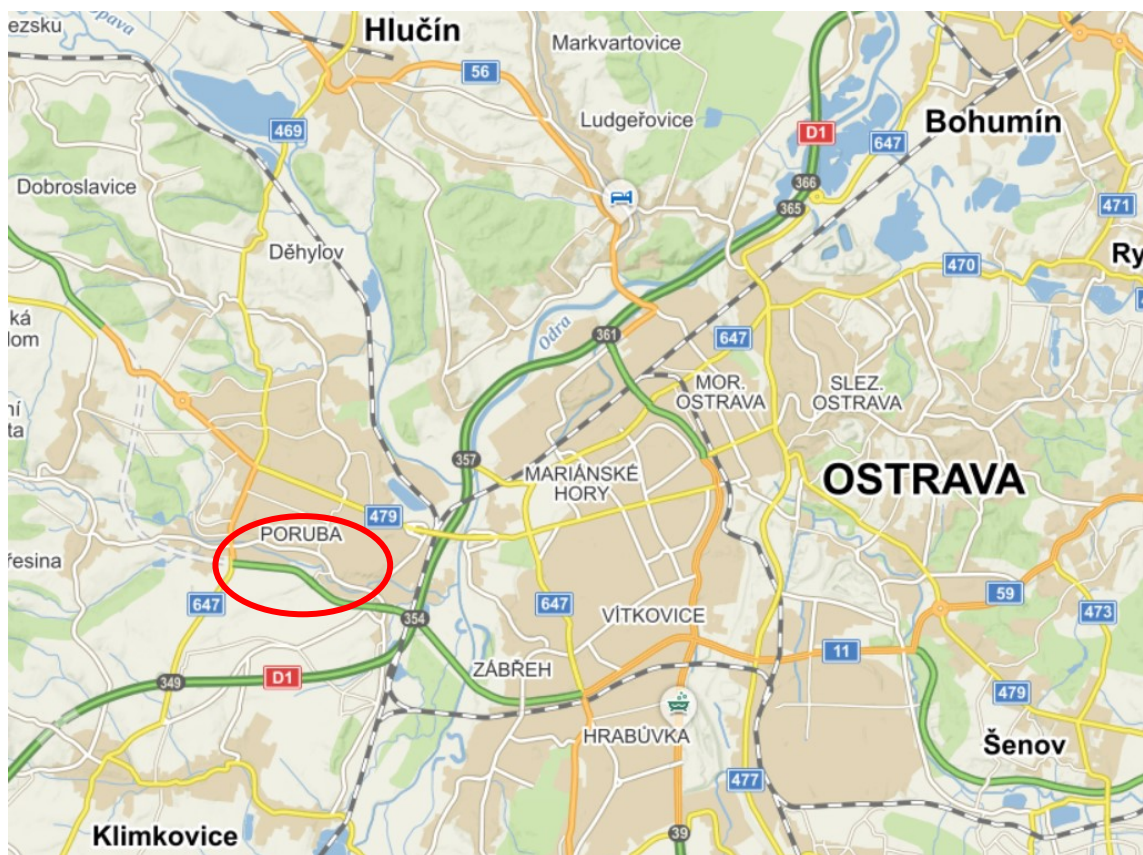 ezsku
Opava
Hlučín
Markvartovice
56
D1
469
Ludgeřovice
647
Bohumín
Dobroslavice
366
365
471
Děhylov
470
Ry
ká
lom
Odra
361
647
ní
ta
MOR.
OSTRAVA
SLEZ.
OSTRAVA
357
MARIÁNSKÉ
HORY
OSTRAVA
479
PORUBA
řesina
647
354
647
VÍTKOVICE
59
473
ZÁBŘEH
11
349
D1
479
HRABŮVKA
Šenov
477
Klimkovice
39